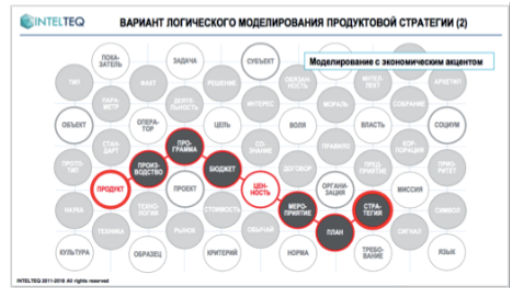 INTELTEQ
ВАРИАНТ ЛОГИЧЕСКОГО МОДЕЛИРОВАНИЯ ПРОДУКТОВОЙ СТРАТЕГИИ (2)
Моделирование с экономическим акцентом
ПОКА-
ЗАТЕЛЬ
ЗАДАЧА
СУБЪЕКТ
ТИП
ФАКТ
РЕШЕНИЕ
ОБЯЗАН-
НОСТЬ
ИНТЕЛ-
ЛЕКТ
АРХЕТИП
ПАРА-
МЕТР
ДЕЯТЕ-
ЛЬНОСТЬ
ИНТЕРЕС
МОРАЛЬ
СОБРАНИЕ
ОБЪЕКТ
ОПЕРА-
ТОР
ЦЕЛЬ
ВОЛЯ
ВЛАСТЬ
СОЦИУМ
СТАН-
ДАРТ
ПРО-
ГРАММА
СО-
ЗНАНИЕ
ПРАВИЛО
КОР-
ПОРАЦИЯ
ПРОТО-
ТИП
ПРОИЗ-
ВОДСТВО
БЮДЖЕТ
ДОГОВОР
ПРЕД-
ПРИЯТИЕ
ПРИО-
РИТЕТ
ПРОДУКТ
ПРОЕКТ
ЦЕН-
НОСТЬ
ОРГАНИ-
ЗАЦИЯ
МИССИЯ
НАУКА
ТЕХНО-
ЛОГИЯ
СТОИМОСТЬ
МЕРО-
ПРИЯТИЕ
СТРА-
ТЕГИЯ
СИМВОЛ
ТЕХНИКА
РЫНОК
ОБЫЧАЙ
ПЛАН
СИГНАЛ
КУЛЬТУРА
ОБРАЗЕЦ
КРИТЕРИЙ
НОРМА
ТРЕБО-
ВАНИЕ
ЯЗЫК
INTELTEQ 2011-2018 All rights reserved